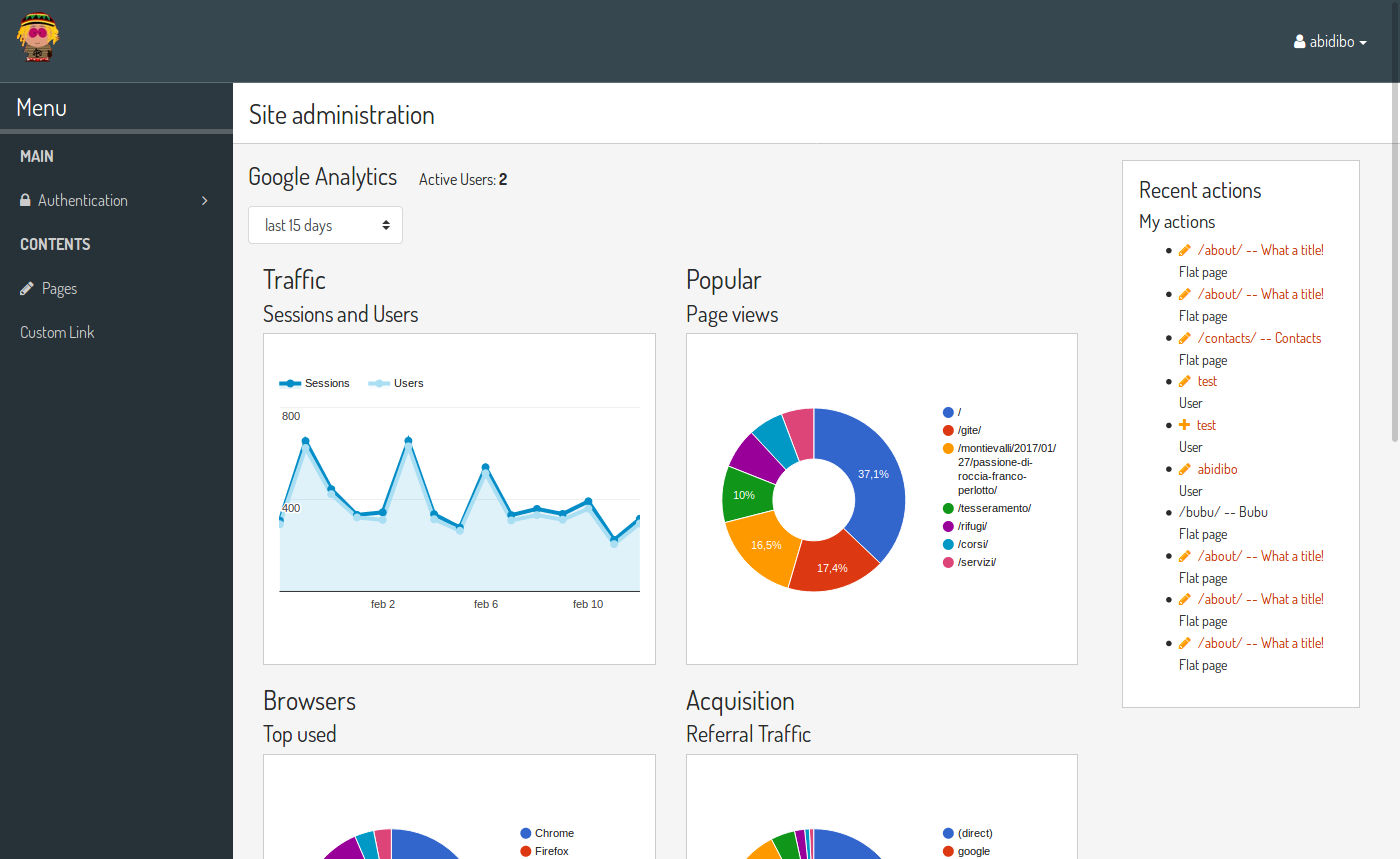 abidibo
Menu
MAIN
Authentication
CONTENTS
Pages
Custom Link
Site administration
Google Analytics Active Users: 2
last 15 days
Traffic
Sessions and Users
Sessions Users
800
400
feb 2 feb 6 feb 10
Popular
Page views
37,1%
17,4%
16,5%
10%
/
/gite/
/montievalli/2017/01/
27/passione-di-
roccia-franco-
perlotto/
/tesseramento/
/rifugi/
/corsi/
/servizi/
Browsers
Top used
Chrome
Firefox
Acquisition
Referral Traffic
(direct)
google
Recent actions
My actions
/about/ -- What a title!
Flat page
/about/ -- What a title!
Flat page
/contacts/ -- Contacts
Flat page
test
User
test
User
abidibo
User
/bubu/ -- Bubu
Flat page
/about/ -- What a title!
Flat page
/about/ -- What a title!
Flat page
/about/ -- What a title!
Flat page